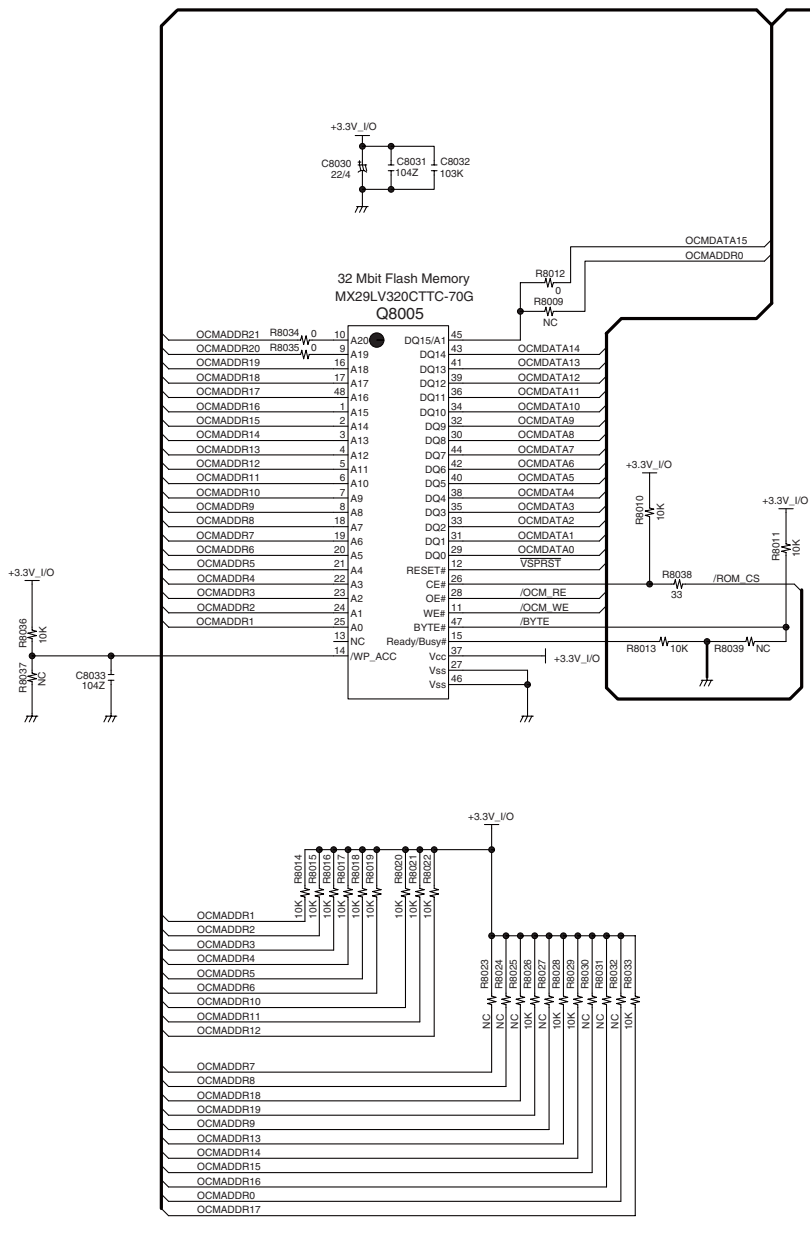 +3.3V_I/O
C8030
22/4
C8031
104Z
C8032
103K
OCMDATA15
OCMADDR0
R8012
0
R8009
NC
32 Mbit Flash Memory
MX29LV320CTTC-70G
Q8005
OCMADDR21 R8034 0 10 A20 DQ15/A1 45
OCMADDR20 R8035 0 9 A19 DQ14 43 OCMDATA14
OCMADDR19 16 A18 DQ13 41 OCMDATA13
OCMADDR18 17 A17 DQ12 39 OCMDATA12
OCMADDR17 48 A16 DQ11 36 OCMDATA11
OCMADDR16 1 A15 DQ10 34 OCMDATA10
OCMADDR15 2 A14 DQ9 32 OCMDATA9
OCMADDR14 3 A13 DQ8 30 OCMDATA8
OCMADDR13 4 A12 DQ7 44 OCMDATA7
OCMADDR12 5 A11 DQ6 42 OCMDATA6
OCMADDR11 6 A10 DQ5 40 OCMDATA5
OCMADDR10 7 A9 DQ4 38 OCMDATA4
OCMADDR9 8 A8 DQ3 35 OCMDATA3
OCMADDR8 18 A7 DQ2 33 OCMDATA2
OCMADDR7 19 A6 DQ1 31 OCMDATA1
OCMADDR6 20 A5 DQ0 29 OCMDATA0
OCMADDR5 21 A4 RESET# 12 VSPRST
OCMADDR4 22 A3 CE# 26 R8038 33 /ROM_CS
OCMADDR3 23 A2 OE# 28 /OCM_RE
OCMADDR2 24 A1 WE# 11 /OCM_WE
OCMADDR1 25 A0 BYTE# 47 /BYTE
13 NC Ready/Busy# 15 R8013 10K R8039 NC
14 /WP_ACC Vcc 37 +3.3V_I/O
Vss 27
Vss 46
+3.3V_I/O
R8010
10K
+3.3V_I/O
R8011
10K
+3.3V_I/O
R8036
10K
R8037
NC
C8033
104Z
+3.3V_I/O
R8014 R8015 R8016 R8017 R8018 R8019 R8020 R8021 R8022
10K 10K 10K 10K 10K 10K 10K 10K 10K
OCMADDR1
OCMADDR2
OCMADDR3
OCMADDR4
OCMADDR5
OCMADDR6
OCMADDR10
OCMADDR11
OCMADDR12
R8023 R8024 R8025 R8026 R8027 R8028 R8029 R8030 R8031 R8032 R8033
NC NC NC 10K NC 10K 10K NC NC NC 10K
OCMADDR7
OCMADDR8
OCMADDR18
OCMADDR19
OCMADDR9
OCMADDR13
OCMADDR14
OCMADDR15
OCMADDR16
OCMADDR0
OCMADDR17